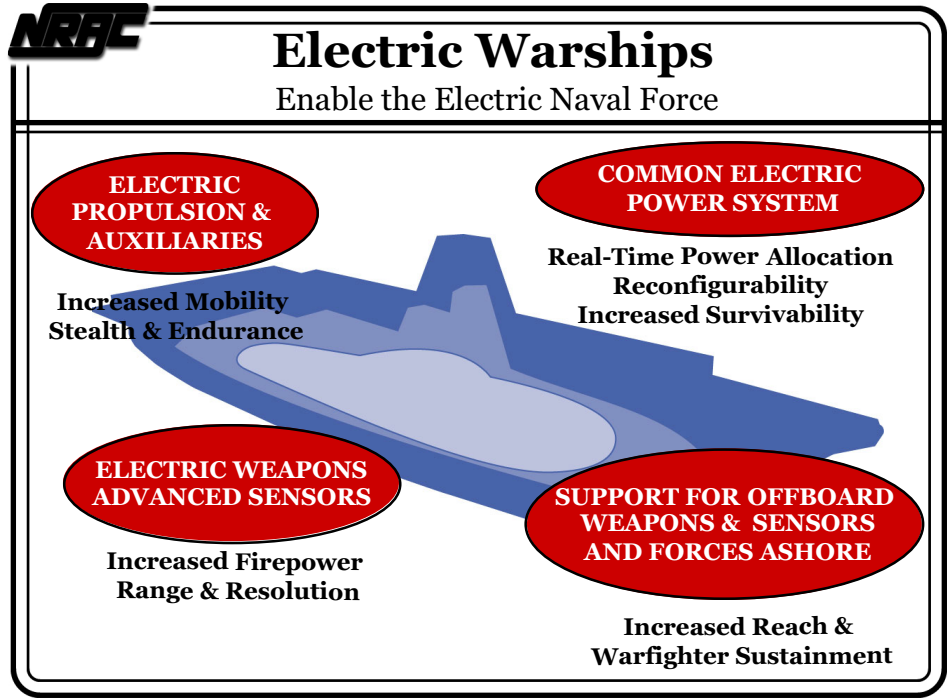 NRAC
Electric Warships
Enable the Electric Naval Force
ELECTRIC
PROPULSION &
AUXILIARIES
Increased Mobility
Stealth & Endurance
COMMON ELECTRIC
POWER SYSTEM
Real-Time Power Allocation
Reconfigurability
Increased Survivability
ELECTRIC WEAPONS
ADVANCED SENSORS
Increased Firepower
Range & Resolution
SUPPORT FOR OFFBOARD
WEAPONS & SENSORS
AND FORCES ASHORE
Increased Reach &
Warfighter Sustainment